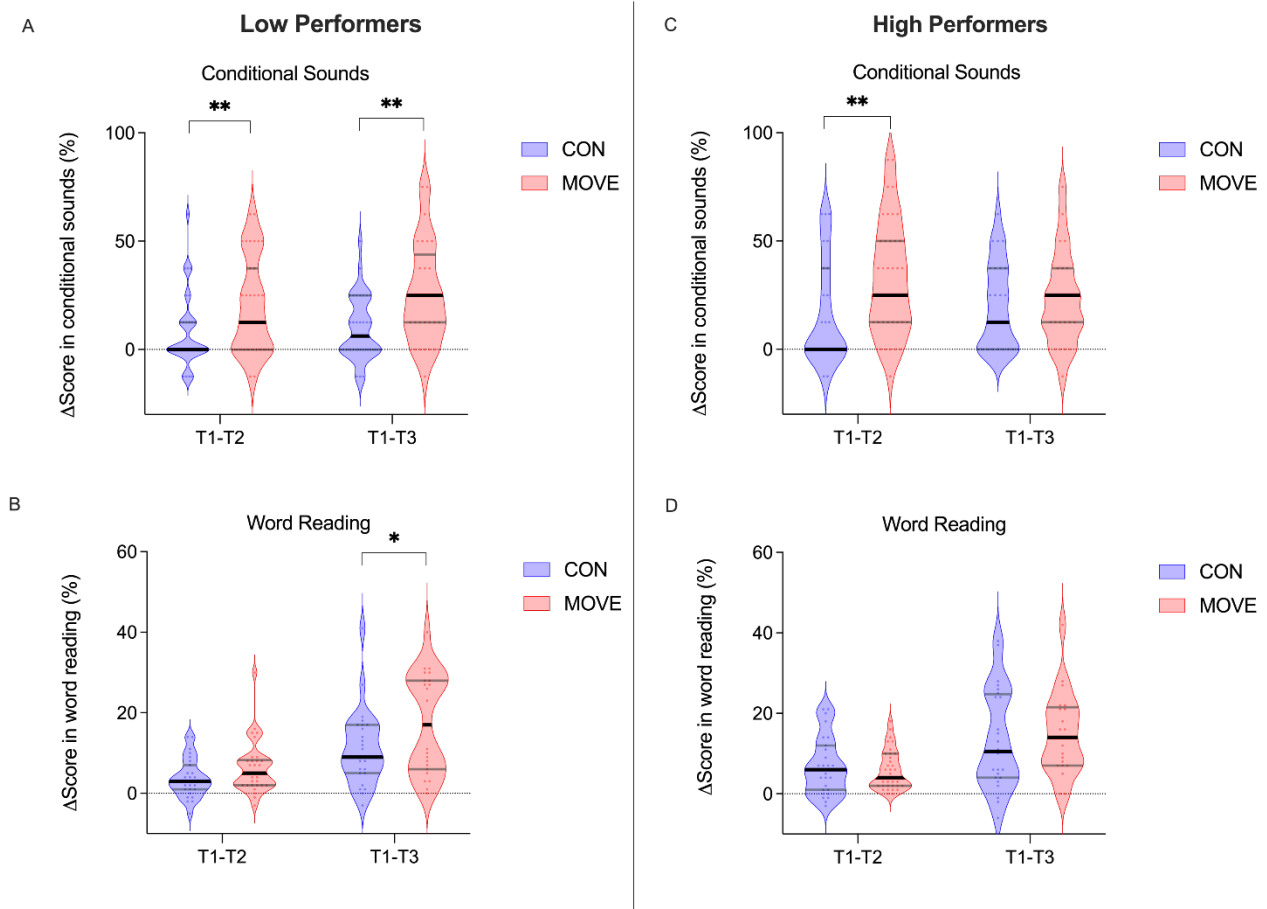 A
Low Performers
Conditional Sounds
**
**
ΔScore in conditional sounds (%)
100
50
0
T1-T2
T1-T3
CON
MOVE
B
Word Reading
*
ΔScore in word reading (%)
60
40
20
0
T1-T2
T1-T3
CON
MOVE
C
High Performers
Conditional Sounds
**
ΔScore in conditional sounds (%)
100
50
0
T1-T2
T1-T3
CON
MOVE
D
Word Reading
ΔScore in word reading (%)
60
40
20
0
T1-T2
T1-T3
CON
MOVE